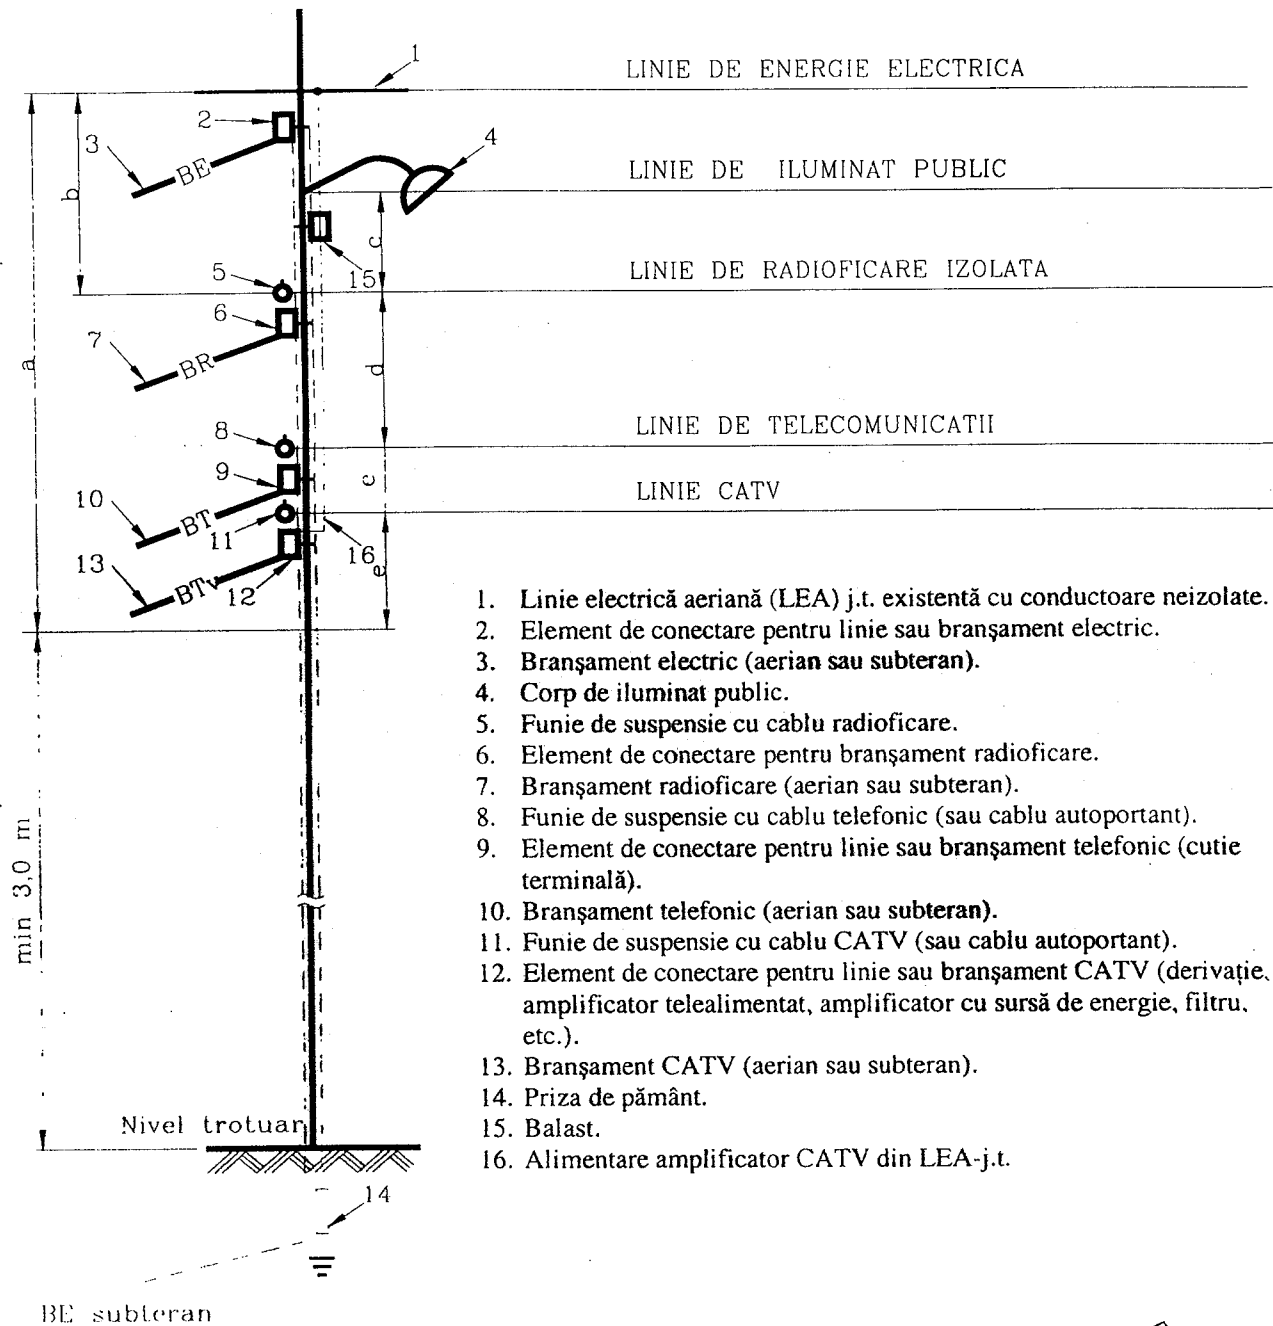 1
LINIE DE ENERGIE ELECTRICA
2
3
BE
4
LINIE DE ILUMINAT PUBLIC
b
c
15
5
LINIE DE RADIOFICARE IZOLATA
6
7
BR
a
d
8
LINIE DE TELECOMUNICATII
9
e
LINIE CATV
10
BT
11
16
13
BTv
12
e
min 3,0 m
1. Linie electrică aeriană (LEA) j.t. existentă cu conductoare neizolate.
2. Element de conectare pentru linie sau branşament electric.
3. Branşament electric (aerian sau subteran).
4. Corp de iluminat public.
5. Funie de suspensie cu cablu radioficare.
6. Element de conectare pentru branşament radioficare.
7. Branşament radioficare (aerian sau subteran).
8. Funie de suspensie cu cablu telefonic (sau cablu autoportant).
9. Element de conectare pentru linie sau branşament telefonic (cutie
terminală).
10. Branşament telefonic (aerian sau subteran).
11. Funie de suspensie cu cablu CATV (sau cablu autoportant).
12. Element de conectare pentru linie sau branşament CATV (derivaţie,
amplificator telealimentat, amplificator cu sursă de energie, filtru,
etc.).
13. Branşament CATV (aerian sau subteran).
14. Priza de pământ.
15. Balast.
16. Alimentare amplificator CATV din LEA-j.t.
Nivel trotuar
14
BE subteran